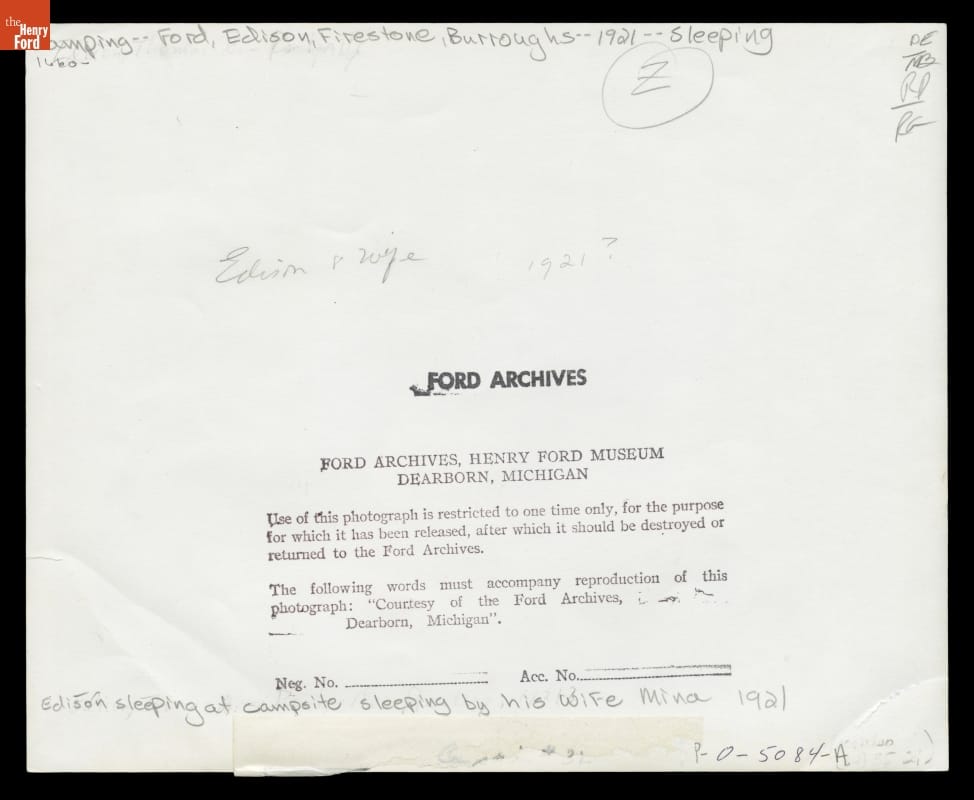 the
Henry
Ford
amping-- Ford, Edison, Firestone, Burroughs--1921-- Sleeping
1660-
Z
DE
RD
RG
Edison & wife 1921?
FORD ARCHIVES
FORD ARCHIVES, HENRY FORD MUSEUM
DEARBORN, MICHIGAN
Use of this photograph is restricted to one time only, for the purpose
for which it has been released, after which it should be destroyed or
returned to the Ford Archives.
The following words must accompany reproduction of this
photograph: "Courtesy of the Ford Archives,
Dearborn, Michigan".
Neg. No. Acc. No.
Edison sleeping at campsite sleeping by his wife Mina 1921
P-O-5084-A